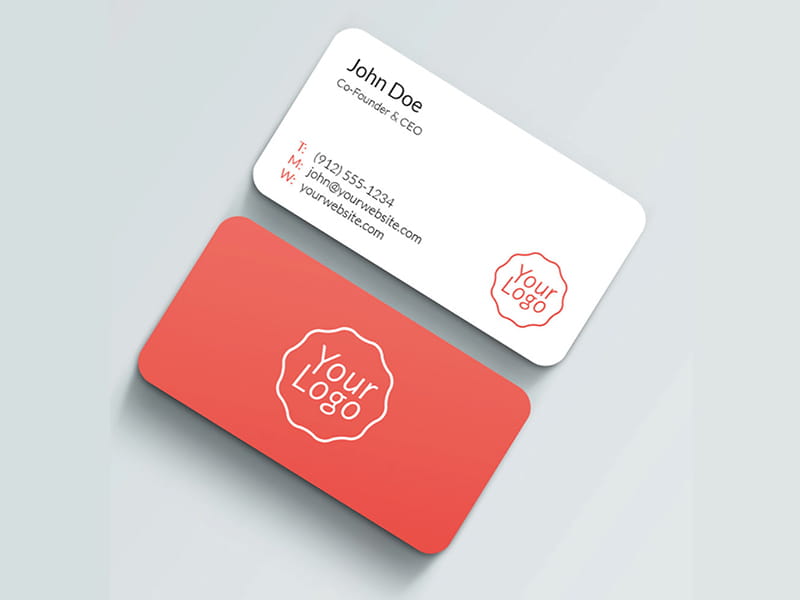 John Doe
Co-Founder & CEO
T: (912) 555-1234
M: john@yourwebsite.com
W: yourwebsite.com
Your
Logo
Your
Logo